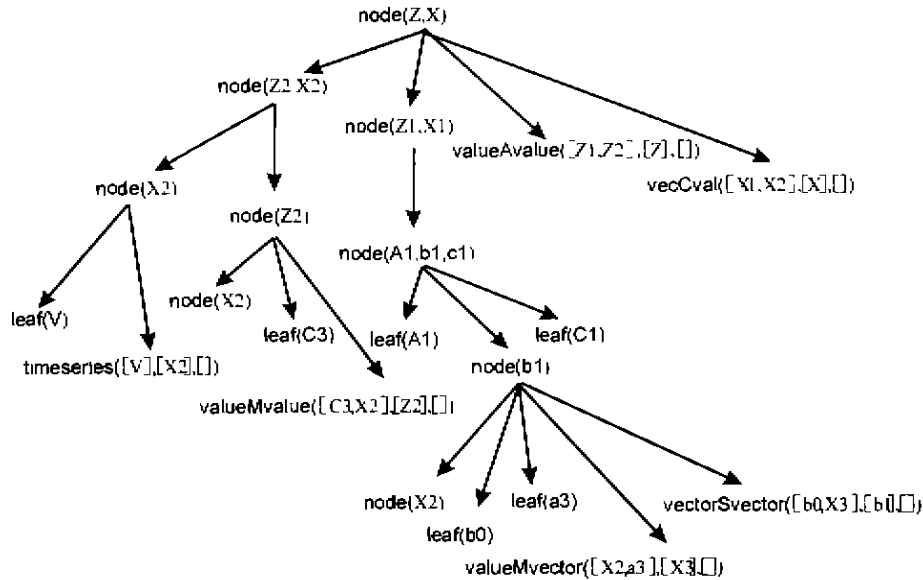 node(Z,X)
node(Z2,X2)
node(Z1,X1)
valueAvalue([Z1,Z2],[Z],[])
vecCval([X1,X2],[X],[])
node(X2)
node(Z2)
node(A1,b1,c1)
node(X2)
leaf(V)
leaf(C3)
leaf(A1)
leaf(C1)
node(b1)
timeseries([V],[X2],[])
valueMvalue([C3,X2],[Z2],[])
node(X2)
leaf(a3)
vectorSvector([b0,X3],[b1],[])
leaf(b0)
valueMvector([X2,a3],[X3],[])